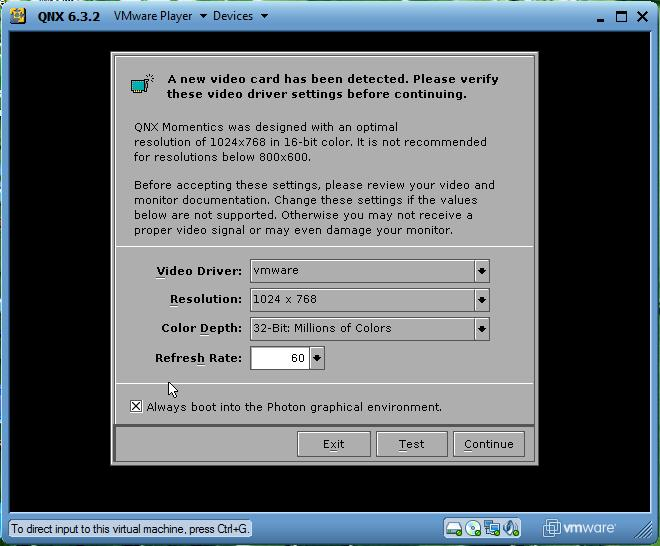 QNX 6.3.2 VMware Player Devices
A new video card has been detected. Please verify
these video driver settings before continuing.
QNX Momentics was designed with an optimal
resolution of 1024x768 in 16-bit color. It is not recommended
for resolutions below 800x600.
Before accepting these settings, please review your video and
monitor documentation. Change these settings if the values
below are not supported. Otherwise you may not receive a
proper video signal or may even damage your monitor.
Video Driver: vmware
Resolution: 1024 x 768
Color Depth: 32-Bit: Millions of Colors
Refresh Rate: 60
Always boot into the Photon graphical environment.
Exit Test Continue
To direct input to this virtual machine, press Ctrl+G. vmware